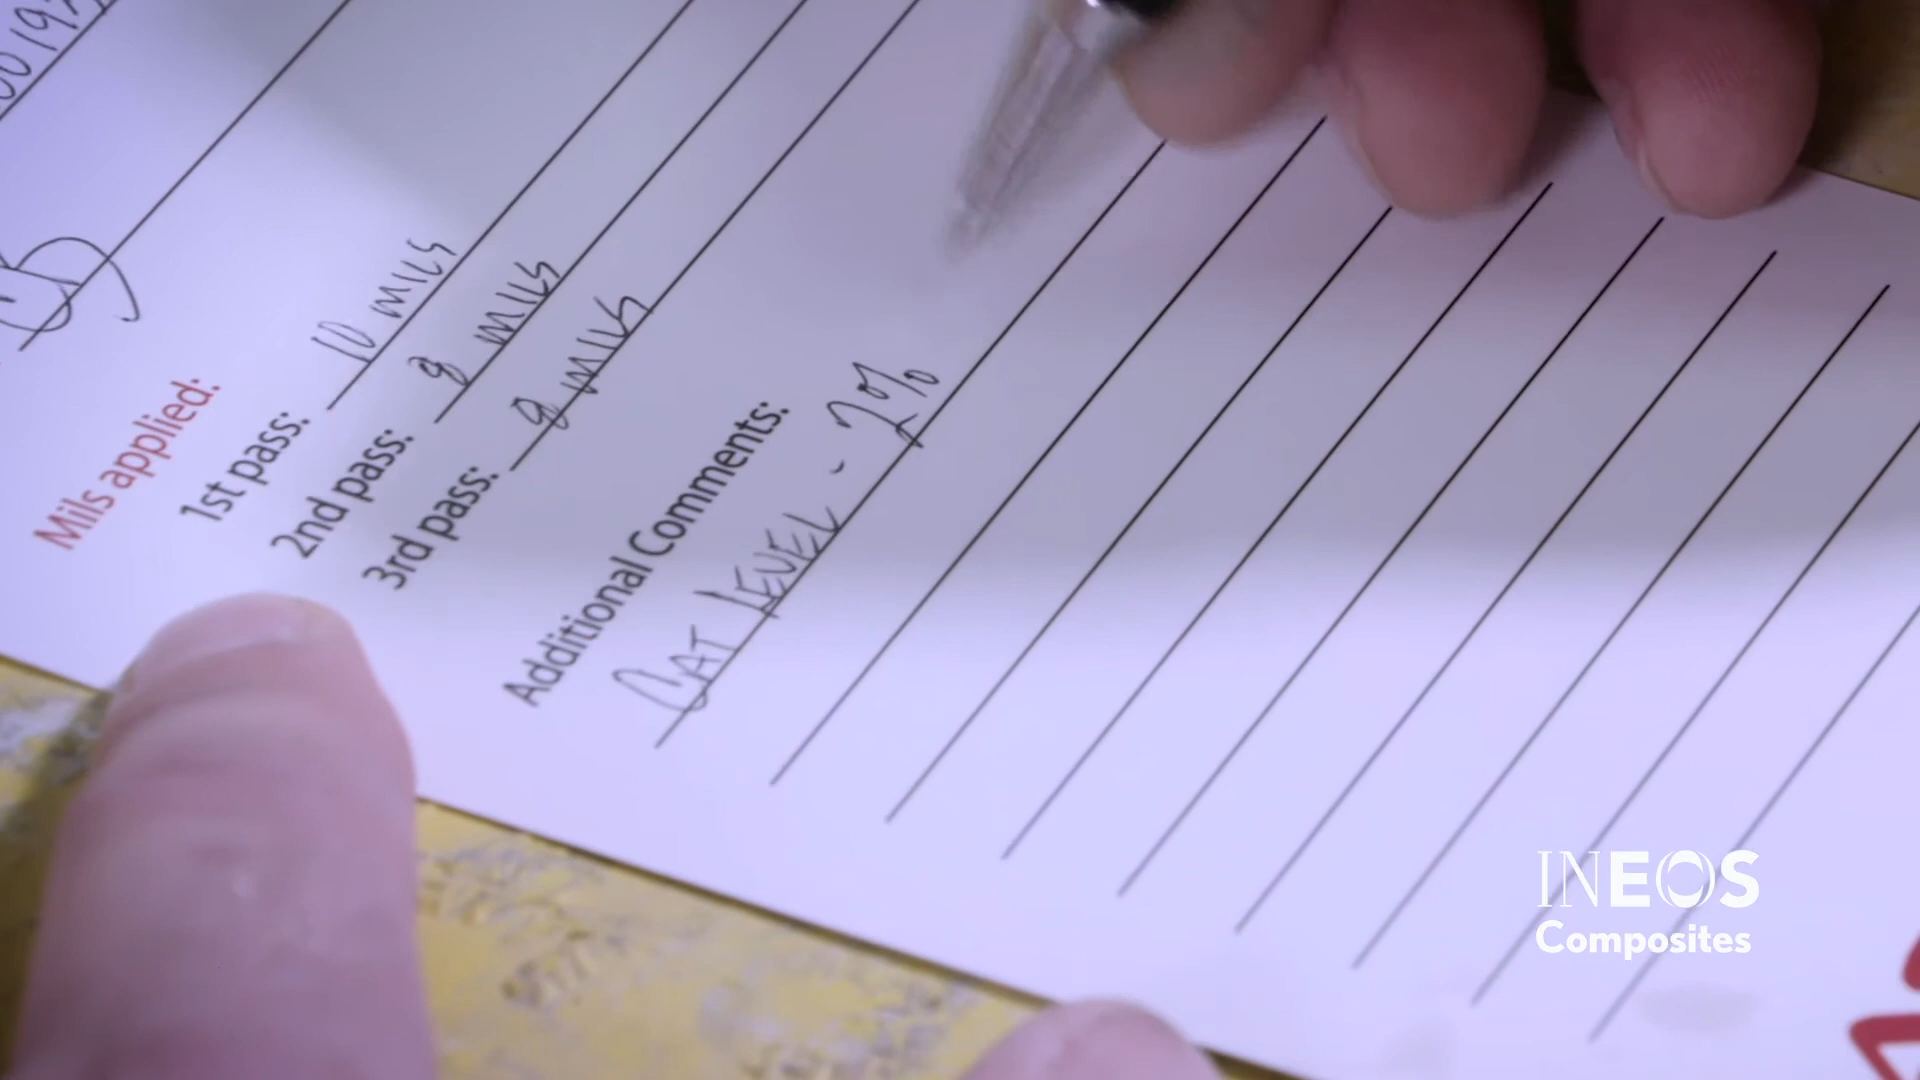 Mils applied:
1st pass: 10 MILS
2nd pass: 8 MILS
3rd pass: 8 MILS
Additional Comments:
CAT LEVEL - 2%
INEOS
Composites